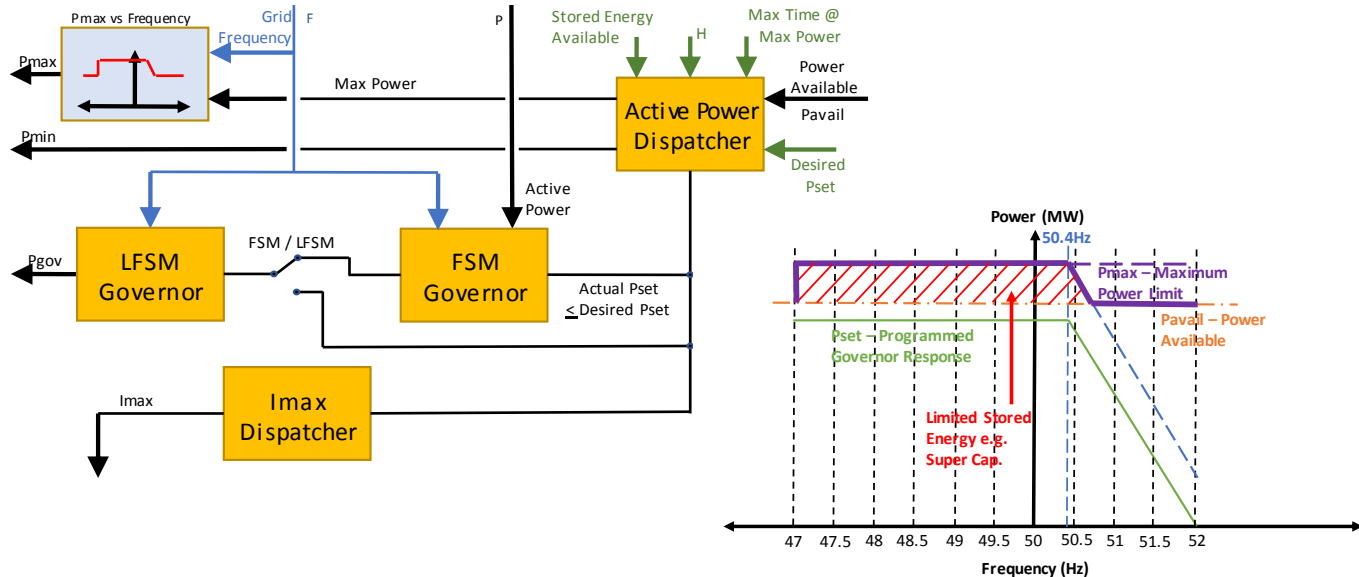 Pmax vs Frequency
Grid
Frequency
F
P
Stored Energy
Available
H
Max Time @
Max Power
Pmax
Max Power
Power
Available
Pavail
Active Power
Dispatcher
Pmin
Desired
Pset
Active
Power
Pgov
LFSM
Governor
FSM / LFSM
FSM
Governor
Actual Pset
< Desired Pset
Imax
Imax
Dispatcher
Power (MW)
50.4Hz
Pmax – Maximum
Power Limit
Pavail – Power
Available
Pset – Programmed
Governor Response
Limited Stored
Energy e.g.
Super Cap.
47 47.5 48 48.5 49 49.5 50 50.5 51 51.5 52
Frequency (Hz)